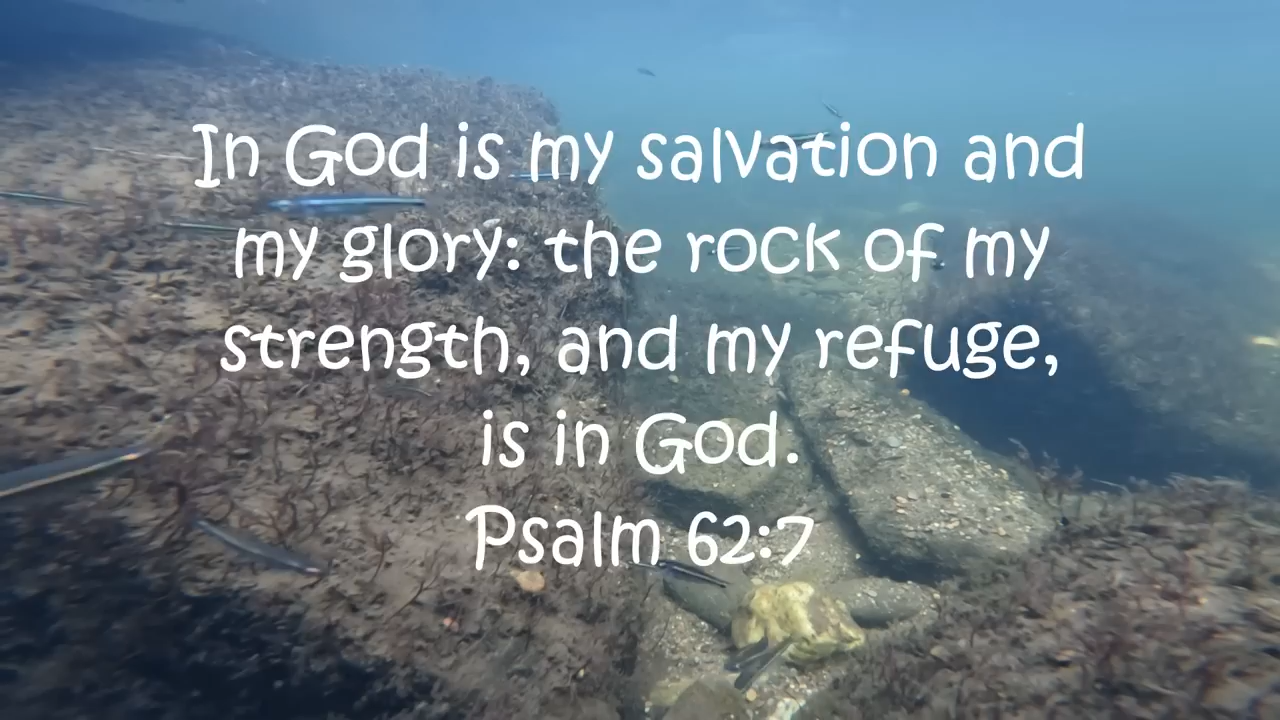 In God is my salvation and
my glory: the rock of my
strength, and my refuge,
is in God.
Psalm 62:7